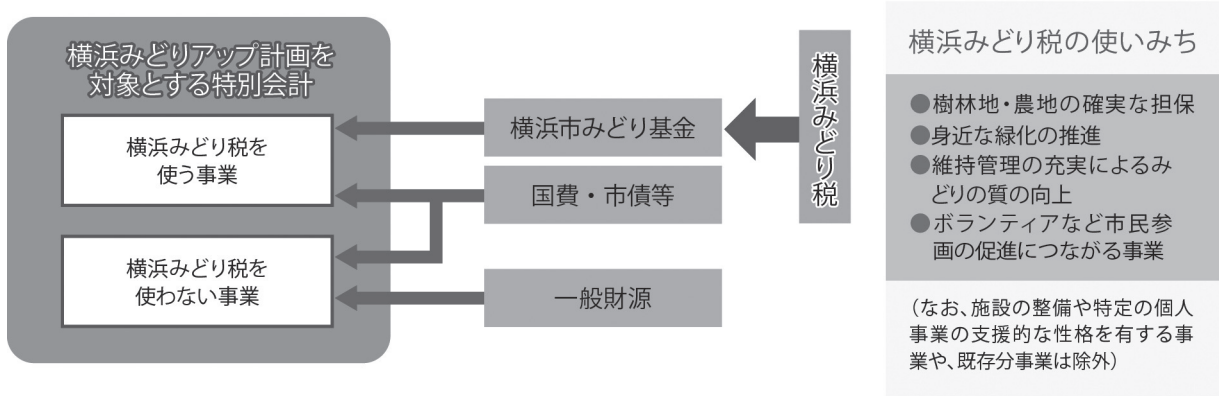 横浜みどりアップ計画を
対象とする特別会計
横浜みどり税を
使う事業
横浜みどり税を
使わない事業
横浜市みどり基金
国費・市債等
一般財源
横浜みどり税
横浜みどり税の使いみち
●樹林地・農地の確実な担保
●身近な緑化の推進
●維持管理の充実によるみ
どりの質の向上
●ボランティアなど市民参
画の促進につながる事業
（なお、施設の整備や特定の個人
事業の支援的な性格を有する事
業や、既存分事業は除外）